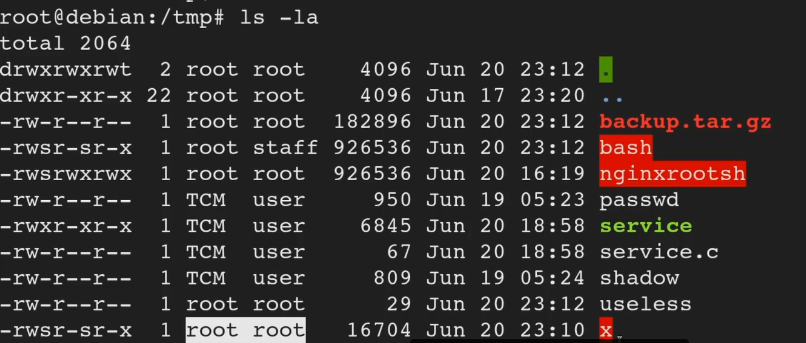 root@debian:/tmp# ls -la
total 2064
drwxrwxrwt  2 root root    4096 Jun 20 23:12 .
drwxr-xr-x 22 root root    4096 Jun 17 23:20 ..
-rw-r--r--  1 root root  182896 Jun 20 23:12 backup.tar.gz
-rwsr-sr-x  1 root staff 926536 Jun 20 23:12 bash
-rwsrwxrwx  1 root root  926536 Jun 20 16:19 nginxrootsh
-rw-r--r--  1 TCM  user     950 Jun 19 05:23 passwd
-rwxr-xr-x  1 TCM  user    6845 Jun 20 18:58 service
-rw-r--r--  1 TCM  user      67 Jun 20 18:58 service.c
-rw-r--r--  1 TCM  user     809 Jun 19 05:24 shadow
-rw-r--r--  1 root root      29 Jun 20 23:12 useless
-rwsr-sr-x  1 root root   16704 Jun 20 23:10 x